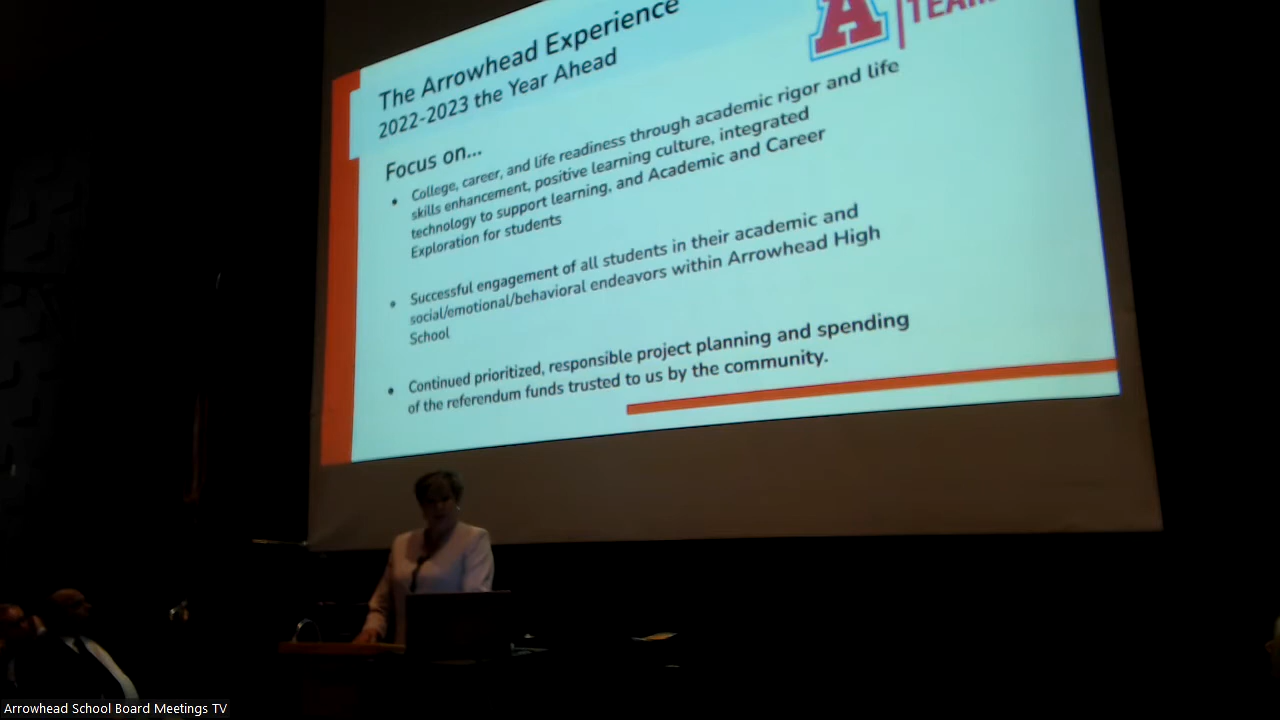 The Arrowhead Experience
2022-2023 the Year Ahead
A
TEAM
Focus on...
• College, career, and life readiness through academic rigor and life
skills enhancement, positive learning culture, integrated
technology to support learning, and Academic and Career
Exploration for students
• Successful engagement of all students in their academic and
social/emotional/behavioral endeavors within Arrowhead High
School
• Continued prioritized, responsible project planning and spending
of the referendum funds trusted to us by the community.
Arrowhead School Board Meetings TV